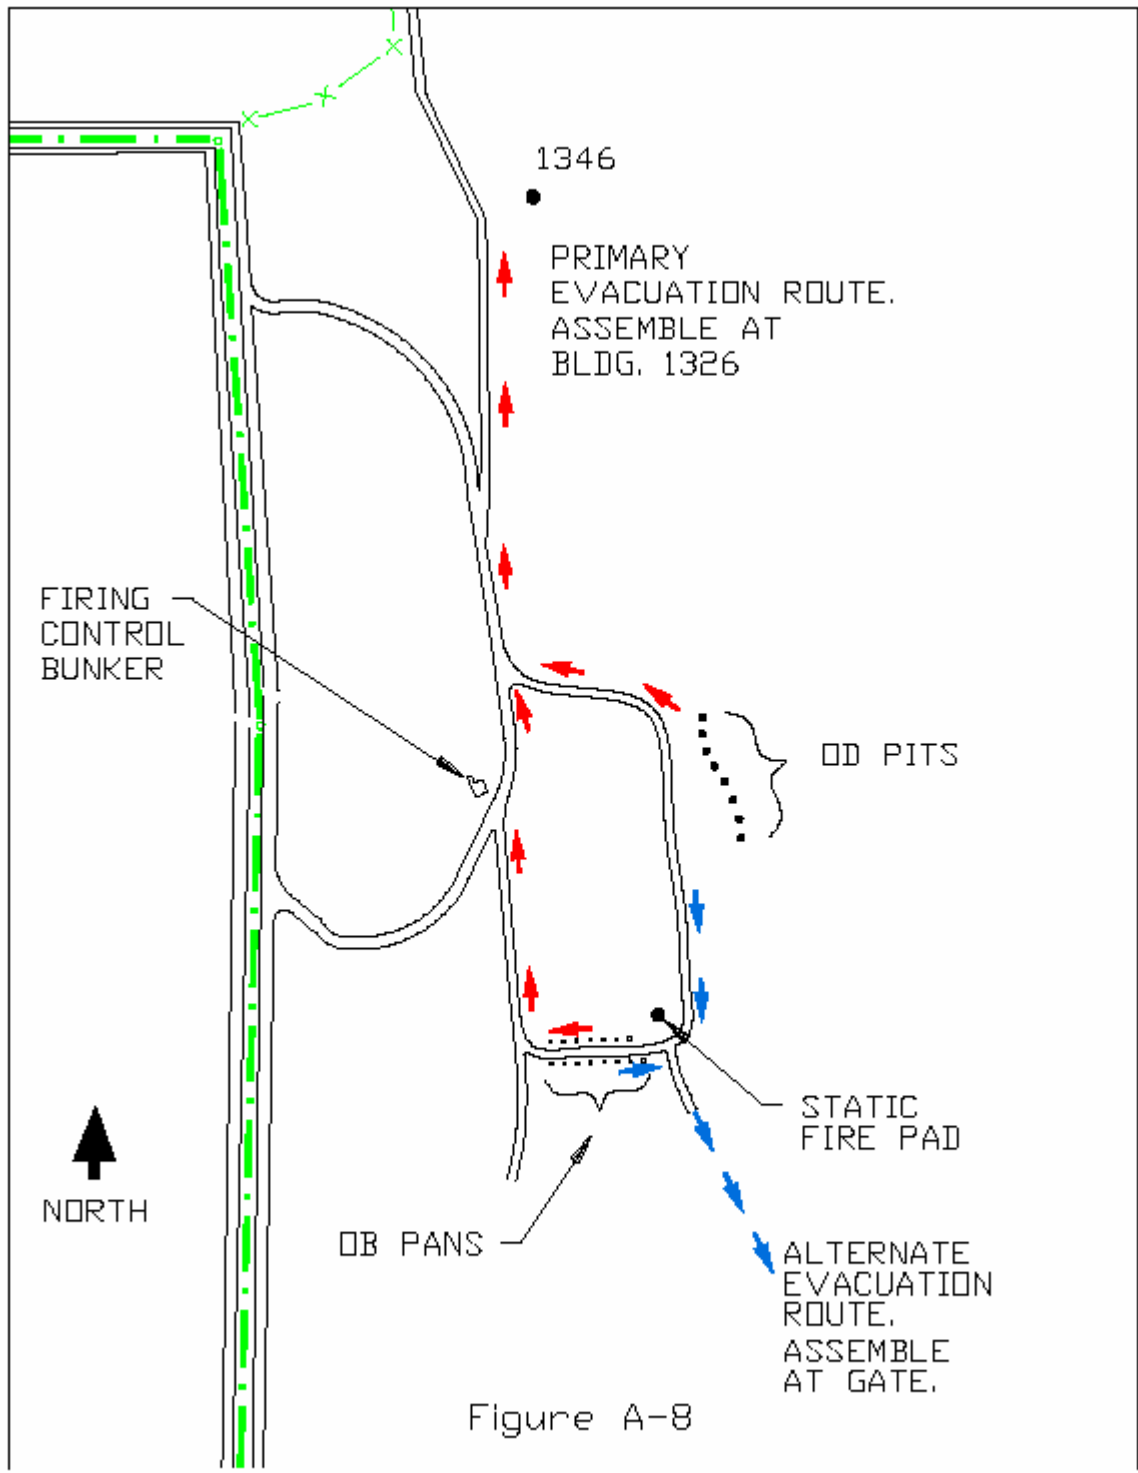 1346
PRIMARY
EVACUATION ROUTE.
ASSEMBLE AT
BLDG. 1326
FIRING
CONTROL
BUNKER
OD PITS
STATIC
FIRE PAD
NORTH
OB PANS
ALTERNATE
EVACUATION
ROUTE.
ASSEMBLE
AT GATE.
Figure A-8